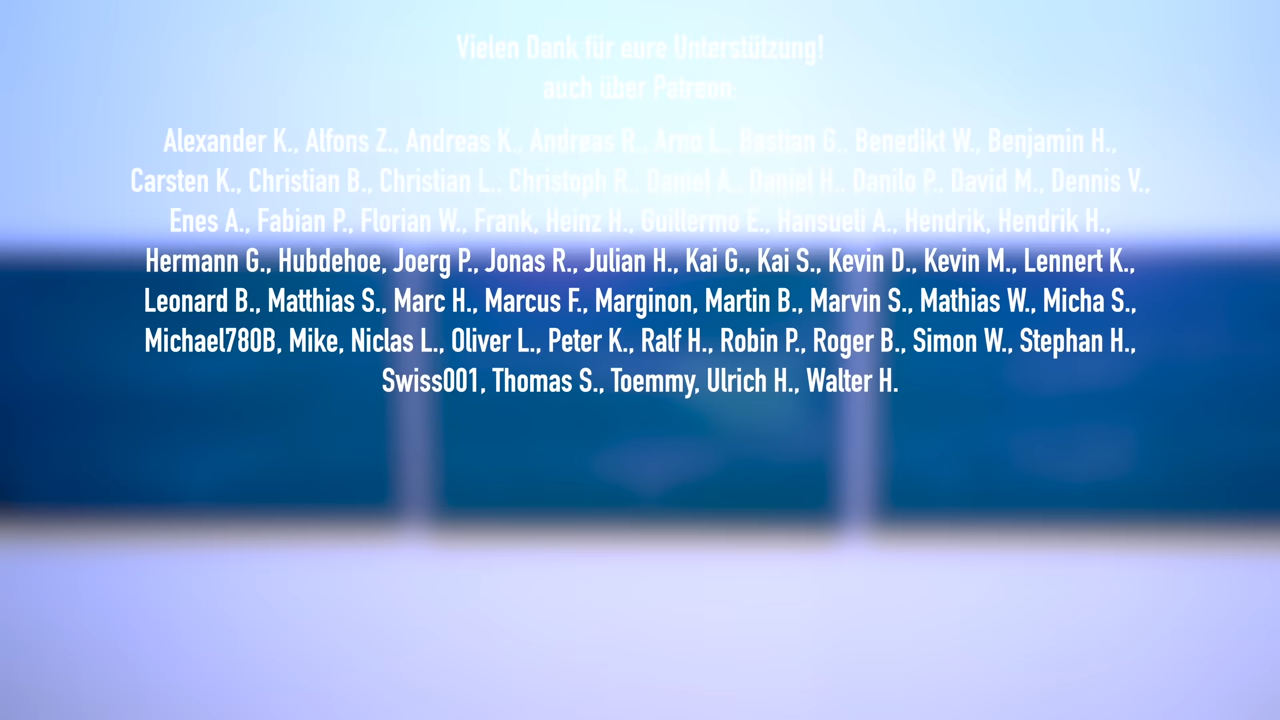 Vielen Dank für eure Unterstützung!
auch über Patreon
Alexander K., Alfons Z., Andreas K., Andreas R., Arno L., Bastian G., Benedikt W., Benjamin H.,
Carsten K., Christian B., Christian L., Christoph R., Daniel A., Daniel H., Danilo P., David M., Dennis V.,
Enes A., Fabian P., Florian W., Frank, Heinz H., Guillermo E., Hansueli A., Hendrik, Hendrik H.,
Hermann G., Hubdehoe, Joerg P., Jonas R., Julian H., Kai G., Kai S., Kevin D., Kevin M., Lennert K.,
Leonard B., Matthias S., Marc H., Marcus F., Marginon, Martin B., Marvin S., Mathias W., Micha S.,
Michael780B, Mike, Niclas L., Oliver L., Peter K., Ralf H., Robin P., Roger B., Simon W., Stephan H.,
Swiss001, Thomas S., Toemmy, Ulrich H., Walter H.